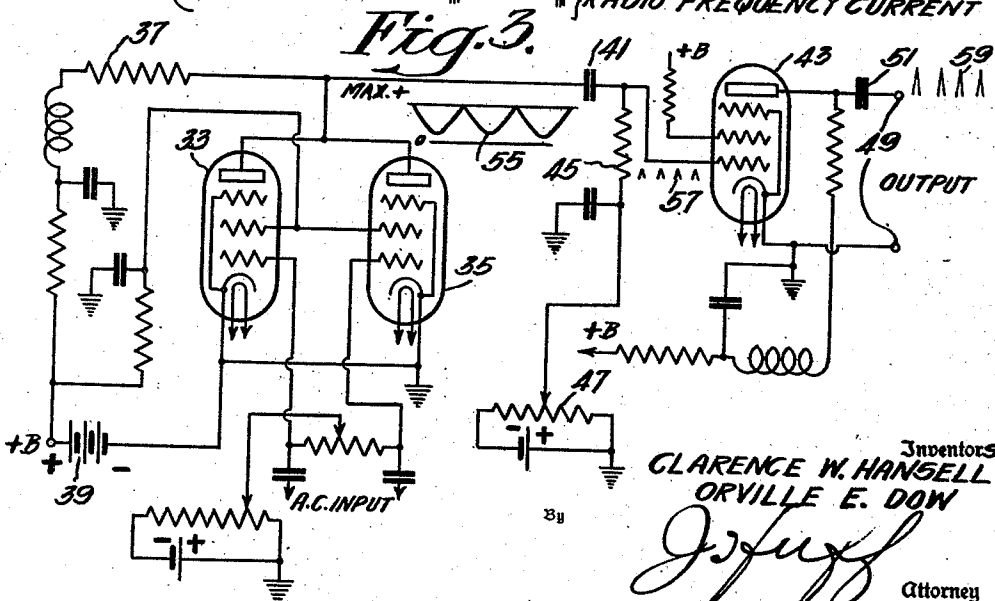 RADIO FREQUENCY CURRENT
Fig. 3.
37
41
+B
43
51
59
MAX. +
0
55
33
35
45
57
49
OUTPUT
+B
47
- +
+B
+ -
39
A.C. INPUT
- +
Inventors
CLARENCE W. HANSELL
ORVILLE E. DOW
By
Attorney